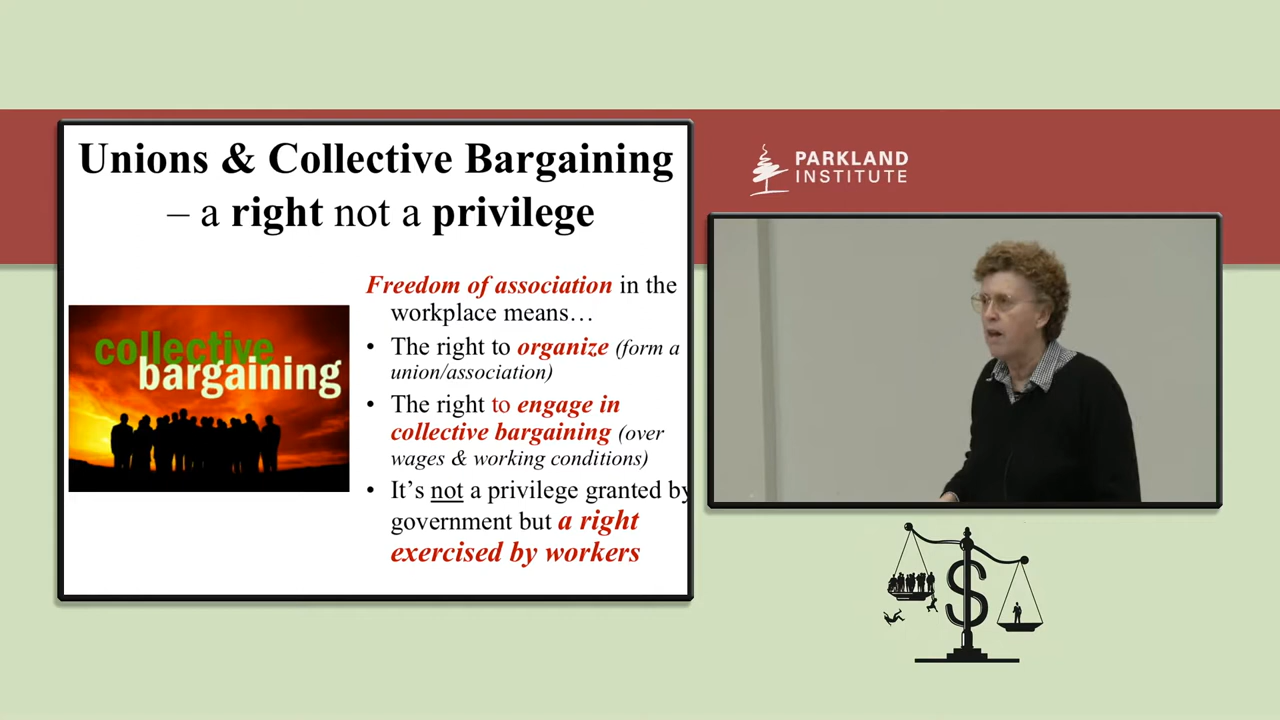 Unions & Collective Bargaining
– a right not a privilege
collective
bargaining
Freedom of association in the
workplace means…
• The right to organize (form a
union/association)
• The right to engage in
collective bargaining (over
wages & working conditions)
• It’s not a privilege granted by
government but a right
exercised by workers
PARKLAND
INSTITUTE
$